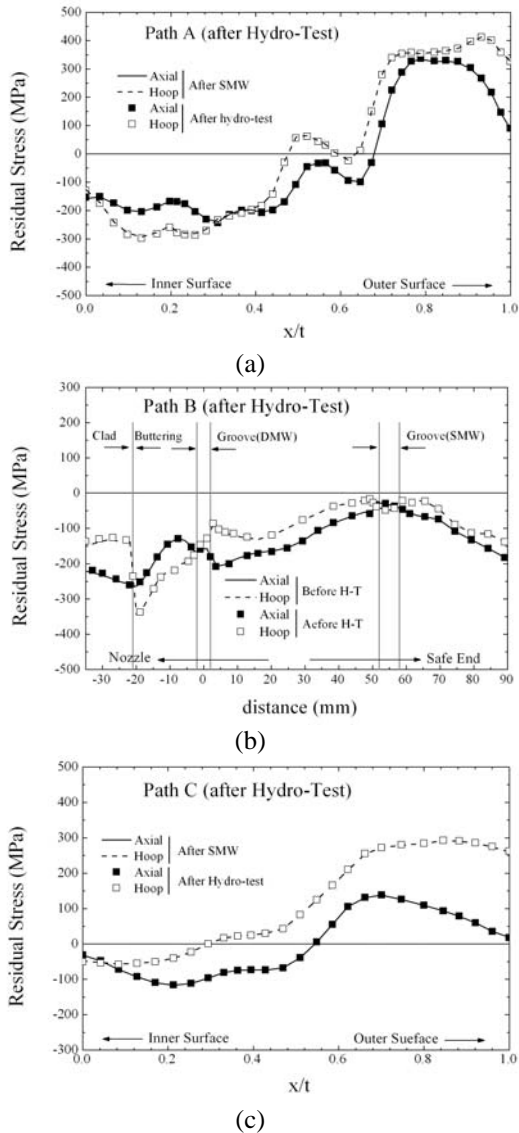 Path A (after Hydro-Test)
Residual Stress (MPa)
500
400
300
200
100
0
-100
-200
-300
-400
-500
Axial
Hoop
After SMW
Axial
Hoop
After hydro-test
Inner Surface
Outer Surface
0.0 0.2 0.4 0.6 0.8 1.0
x/t
(a)
Path B (after Hydro-Test)
Residual Stress (MPa)
300
200
100
0
-100
-200
-300
-400
-500
Clad
Buttering
Groove(DMW)
Groove(SMW)
Axial
Hoop
Before H-T
Axial
Hoop
Aefore H-T
Nozzle
Safe End
-30 -20 -10 0 10 20 30 40 50 60 70 80 90
distance (mm)
(b)
Path C (after Hydro-Test)
Residual Stress (MPa)
500
400
300
200
100
0
-100
-200
-300
Axial
Hoop
After SMW
Axial
Hoop
After Hydro-test
Inner Surface
Outer Sueface
0.0 0.2 0.4 0.6 0.8 1.0
x/t
(c)